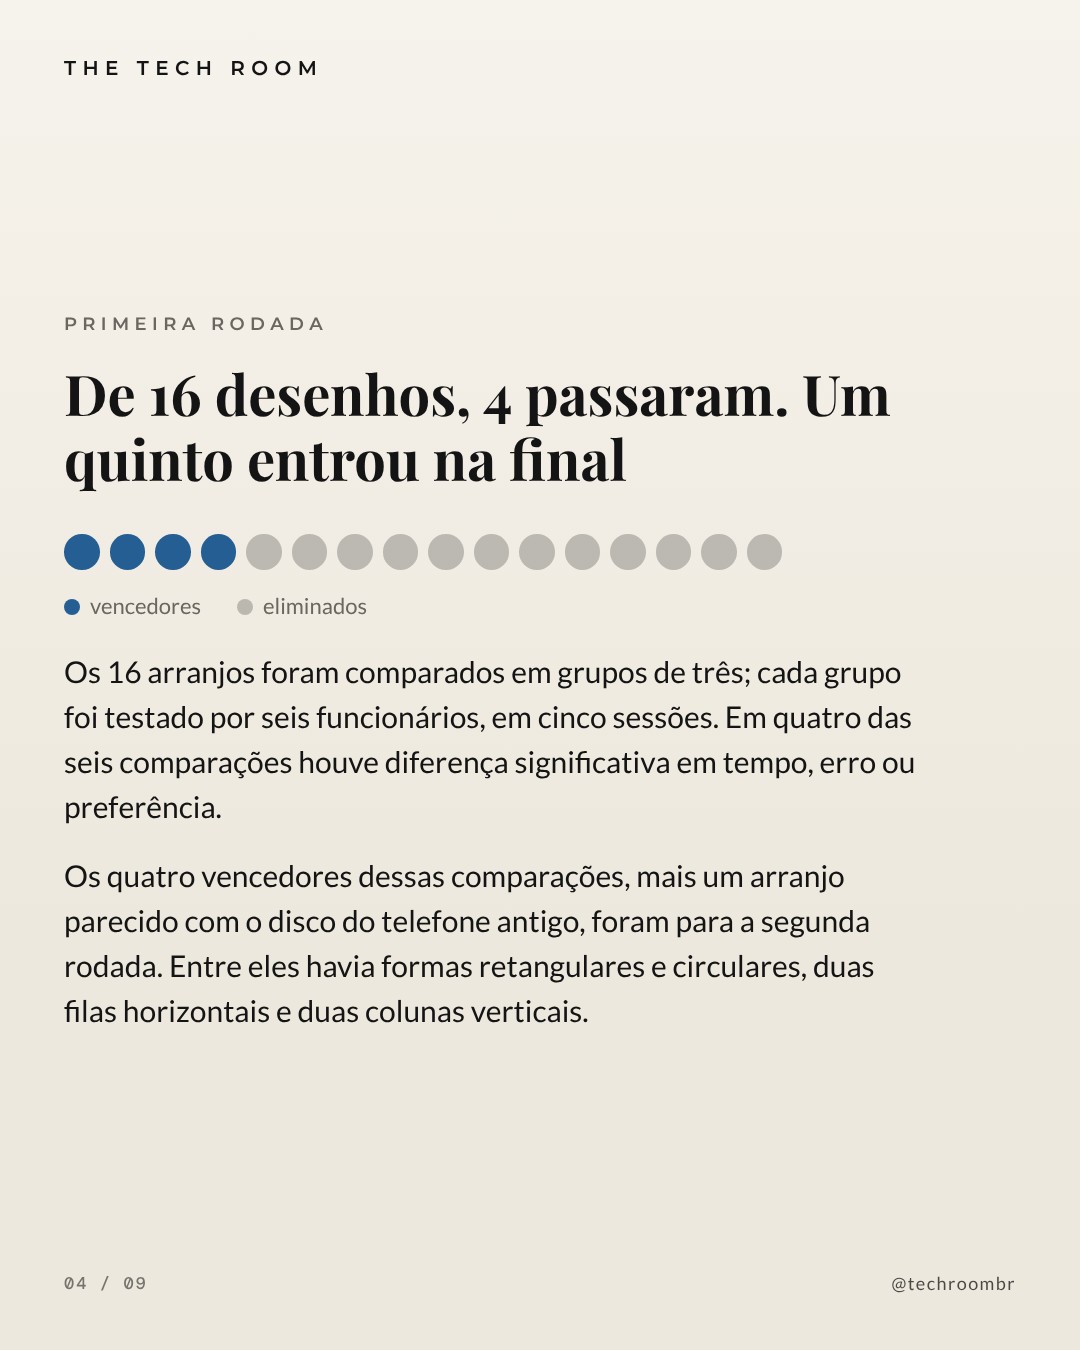 THE TECH ROOM
PRIMEIRA RODADA
De 16 desenhos, 4 passaram. Um
quinto entrou na final
vencedores
eliminados
Os 16 arranjos foram comparados em grupos de três; cada grupo
foi testado por seis funcionários, em cinco sessões. Em quatro das
seis comparações houve diferença significativa em tempo, erro ou
preferência.
Os quatro vencedores dessas comparações, mais um arranjo
parecido com o disco do telefone antigo, foram para a segunda
rodada. Entre eles havia formas retangulares e circulares, duas
filas horizontais e duas colunas verticais.
04 / 09
@techroombr